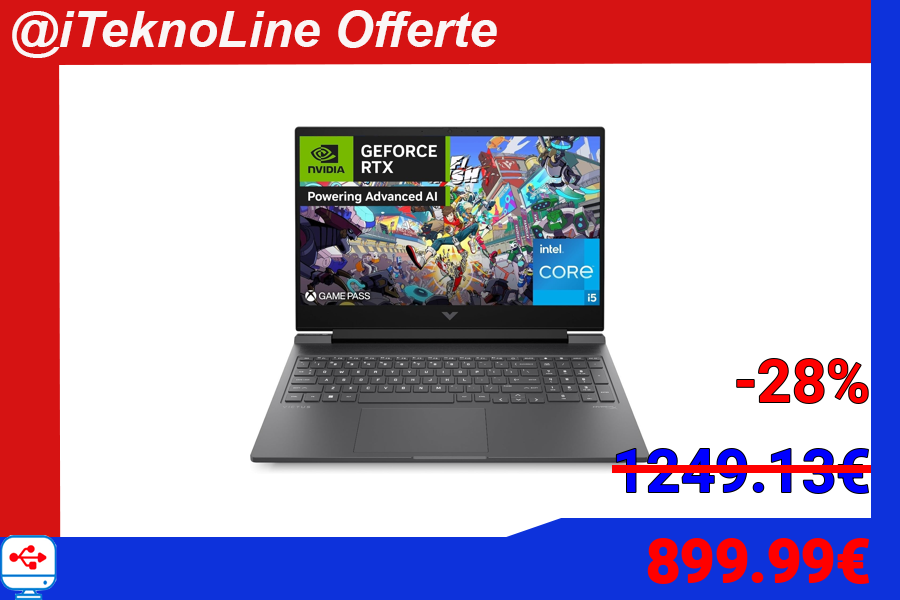 @iTeknoLine Offerte
NVIDIA
GEFORCE
RTX
Powering Advanced AI
intel
CORE
i5
GAME PASS
-28%
1249.13€
899.99€